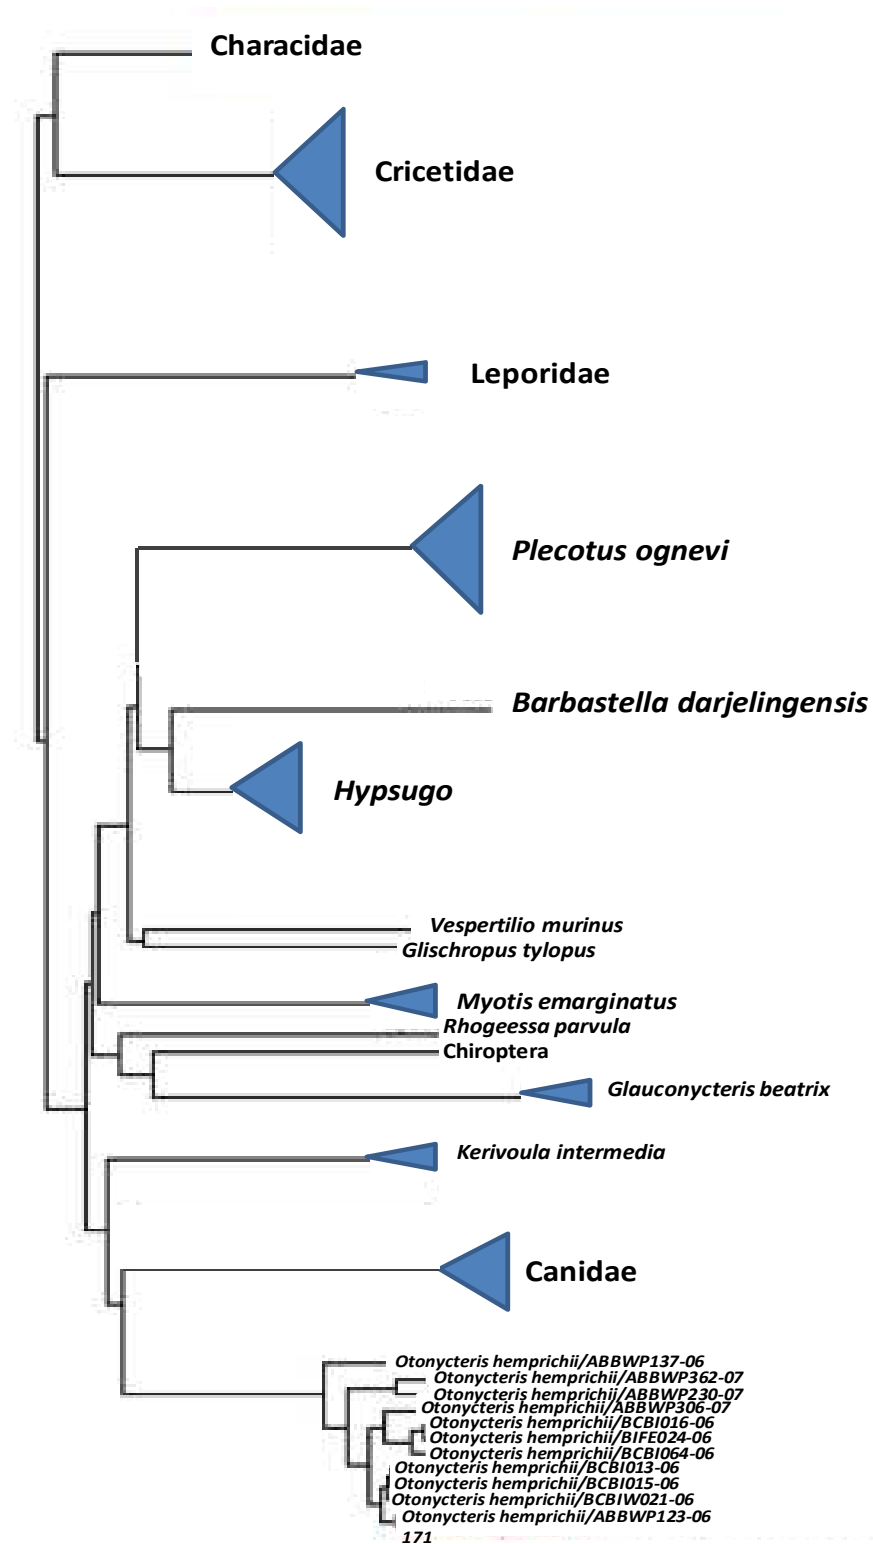 Characidae
Cricetidae
Leporidae
Plecotus ognevi
Barbastella darjelingensis
Hypsugo
Vespertilio murinus
Glischropus tylopus
Myotis emarginatus
Rhogeessa parvula
Chiroptera
Glauconycteris beatrix
Kerivoula intermedia
Canidae
Otonycteris hemprichii/ABBWP137-06
Otonycteris hemprichii/ABBWP362-07
Otonycteris hemprichii/ABBWP230-07
Otonycteris hemprichii/ABBWP306-07
Otonycteris hemprichii/BCBI016-06
Otonycteris hemprichii/BIFE024-06
Otonycteris hemprichii/BCBI064-06
Otonycteris hemprichii/BCBI013-06
Otonycteris hemprichii/BCBI015-06
Otonycteris hemprichii/BCBIW021-06
Otonycteris hemprichii/ABBWP123-06
171